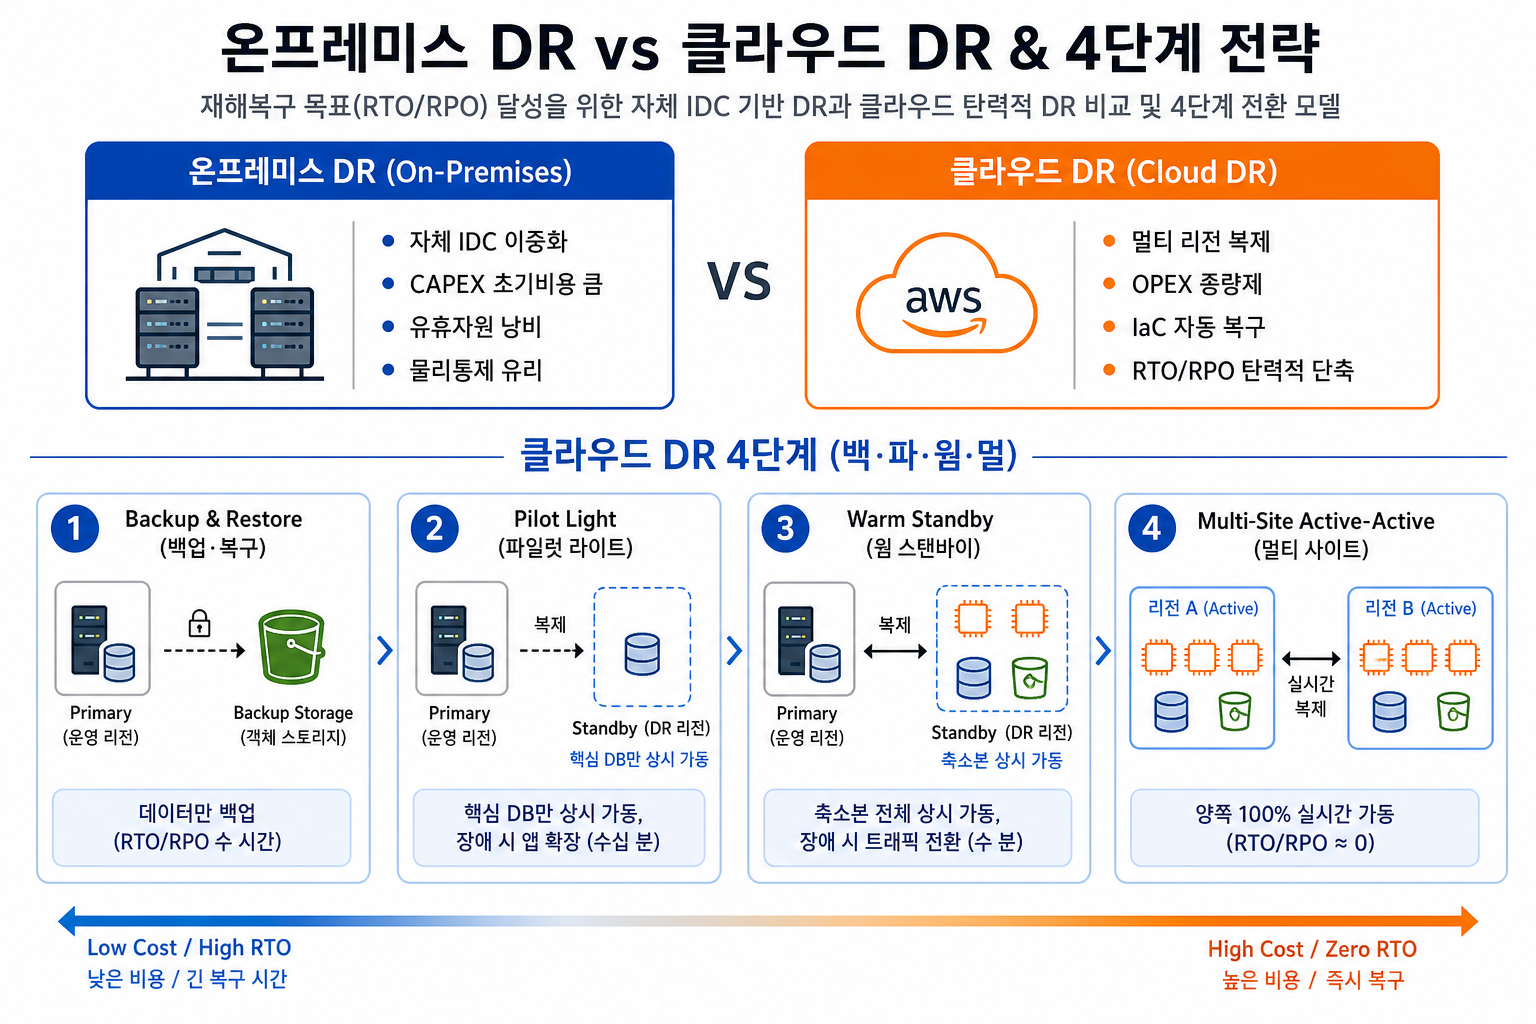 온프레미스 DR vs 클라우드 DR & 4단계 전략
재해복구 목표(RTO/RPO) 달성을 위한 자체 IDC 기반 DR과 클라우드 탄력적 DR 비교 및 4단계 전환 모델
온프레미스 DR (On-Premises)
• 자체 IDC 이중화
• CAPEX 초기비용 큼
• 유휴자원 낭비
• 물리통제 유리
VS
클라우드 DR (Cloud DR)
aws
• 멀티 리전 복제
• OPEX 종량제
• IaC 자동 복구
• RTO/RPO 탄력적 단축
클라우드 DR 4단계 (백·파·웜·멀)
1
Backup & Restore
(백업·복구)
Primary
(운영 리전)
Backup Storage
(객체 스토리지)
데이터만 백업
(RTO/RPO 수 시간)
2
Pilot Light
(파일럿 라이트)
복제
Primary
(운영 리전)
Standby (DR 리전)
핵심 DB만 상시 가동
핵심 DB만 상시 가동,
장애 시 앱 확장 (수십 분)
3
Warm Standby
(웜 스탠바이)
복제
Primary
(운영 리전)
Standby (DR 리전)
축소본 상시 가동
축소본 전체 상시 가동,
장애 시 트래픽 전환 (수 분)
4
Multi-Site Active-Active
(멀티 사이트)
리전 A (Active)
실시간
복제
리전 B (Active)
양쪽 100% 실시간 가동
(RTO/RPO ≈ 0)
Low Cost / High RTO
낮은 비용 / 긴 복구 시간
High Cost / Zero RTO
높은 비용 / 즉시 복구